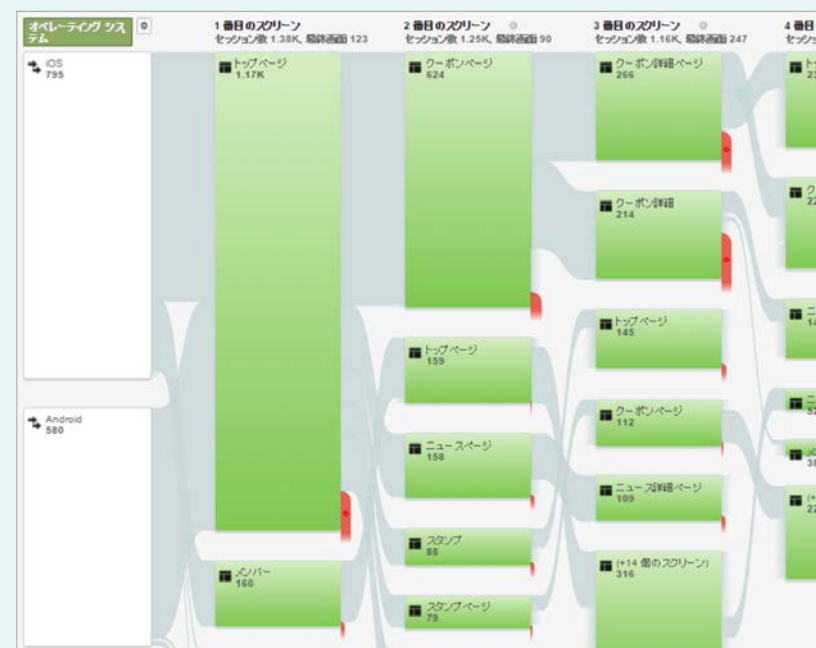 オペレーティング システム
1 番目のスクリーン
セッション数 1.38K、最終画面 123
2 番目のスクリーン
セッション数 1.25K、最終画面 90
3 番目のスクリーン
セッション数 1.16K、最終画面 247
4 番目
iOS
795
Android
580
トップページ
1.17K
メンバー
160
クーポンページ
624
トップページ
159
ニュースページ
158
スタンプ
88
スタンプページ
79
クーポン詳細ページ
266
クーポン詳細
214
トップページ
145
クーポンページ
112
ニュース詳細ページ
109
(+14 個のスクリーン)
316